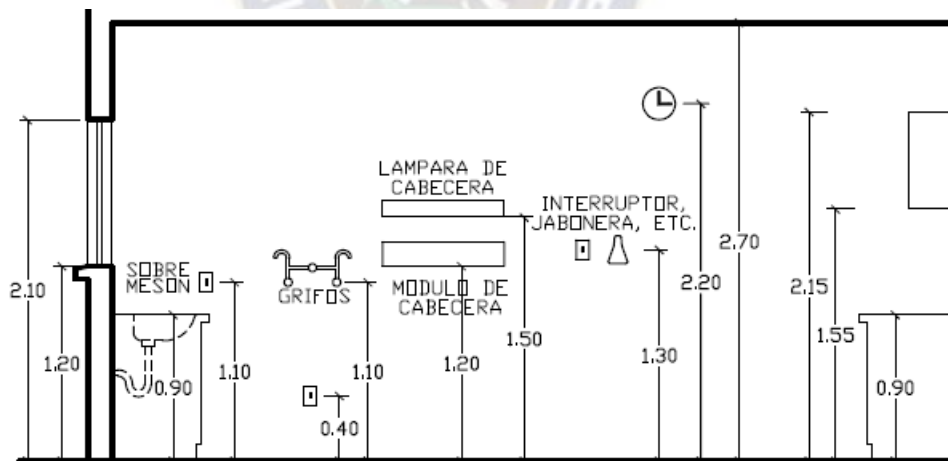 LAMPARA DE
CABECERA
INTERRUPTOR,
JABONERA, ETC.
SOBRE
MESON
GRIFOS
MODULO DE
CABECERA
2.10
1.20
0.90
1.10
0.40
1.10
1.20
1.50
1.30
2.20
2.70
2.15
1.55
0.90